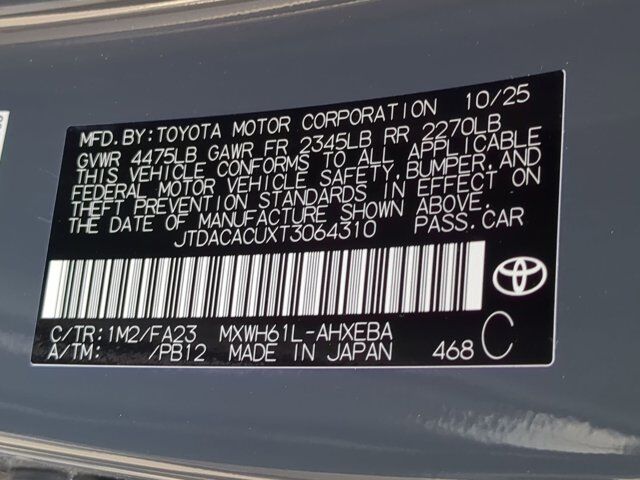 MFD.BY:TOYOTA MOTOR CORPORATION 10/25
GVWR 4475LB GAWR FR 2345LB RR 2270LB
THIS VEHICLE CONFORMS TO ALL APPLICABLE
FEDERAL MOTOR VEHICLE SAFETY,BUMPER,AND
THEFT PREVENTION STANDARDS IN EFFECT ON
THE DATE OF MANUFACTURE SHOWN ABOVE.
JTDACACUXT3064310 PASS.CAR
C/TR:1M2/FA23 MXWH61L-AHXEBA
A/TM: /PB12 MADE IN JAPAN 468 C